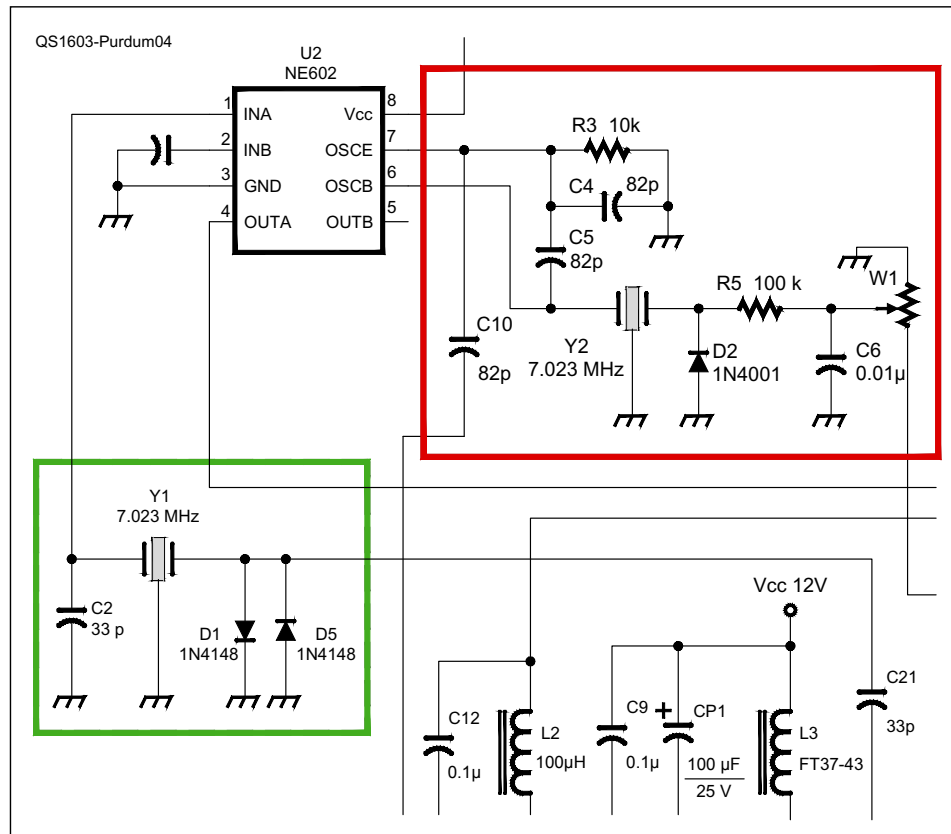 QS1603-Purdum04
U2
NE602
1 INA Vcc 8
2 INB OSCE 7
3 GND OSCB 6
4 OUTA OUTB 5
R3 10k
C4 82p
C5
82p
W1
R5 100 k
C10
82p
Y2
7.023 MHz
D2
1N4001
C6
0.01µ
Y1
7.023 MHz
C2
33 p
D1
1N4148
D5
1N4148
Vcc 12V
C12
0.1µ
L2
100µH
C9
0.1µ
+
CP1
100 µF
25 V
L3
FT37-43
C21
33p